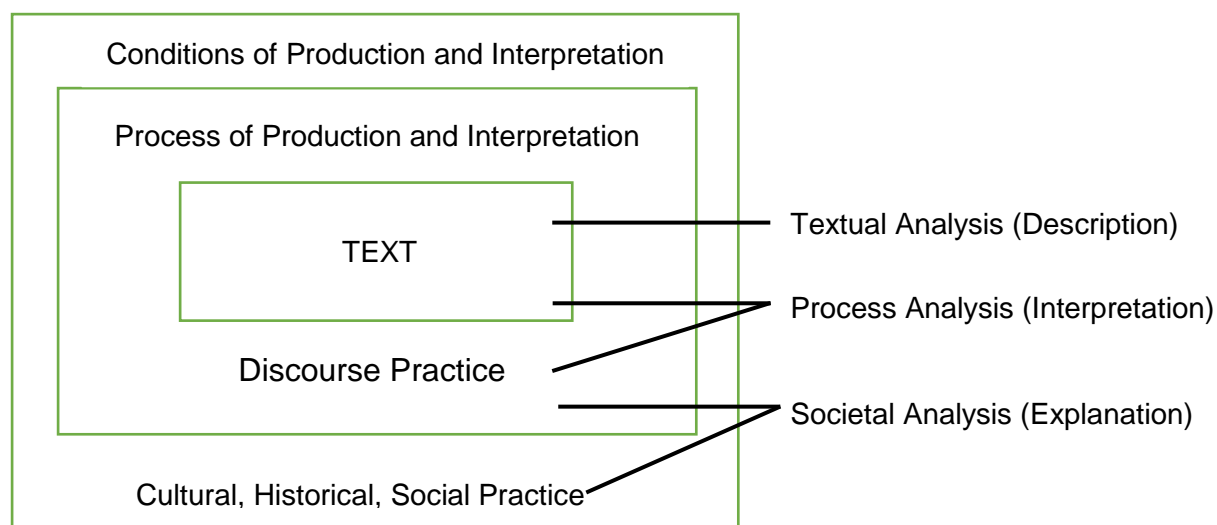 Conditions of Production and Interpretation
Process of Production and Interpretation
TEXT
Textual Analysis (Description)
Process Analysis (Interpretation)
Discourse Practice
Societal Analysis (Explanation)
Cultural, Historical, Social Practice